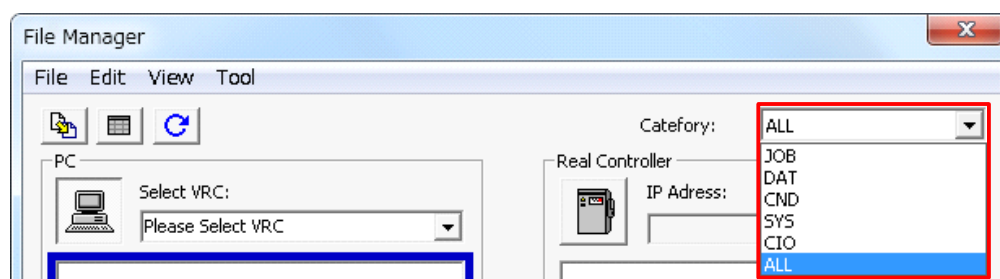 File Manager
File Edit View Tool
Catefory: ALL
JOB
DAT
CND
SYS
CIO
ALL
PC
Select VRC:
Please Select VRC
Real Controller
IP Adress: